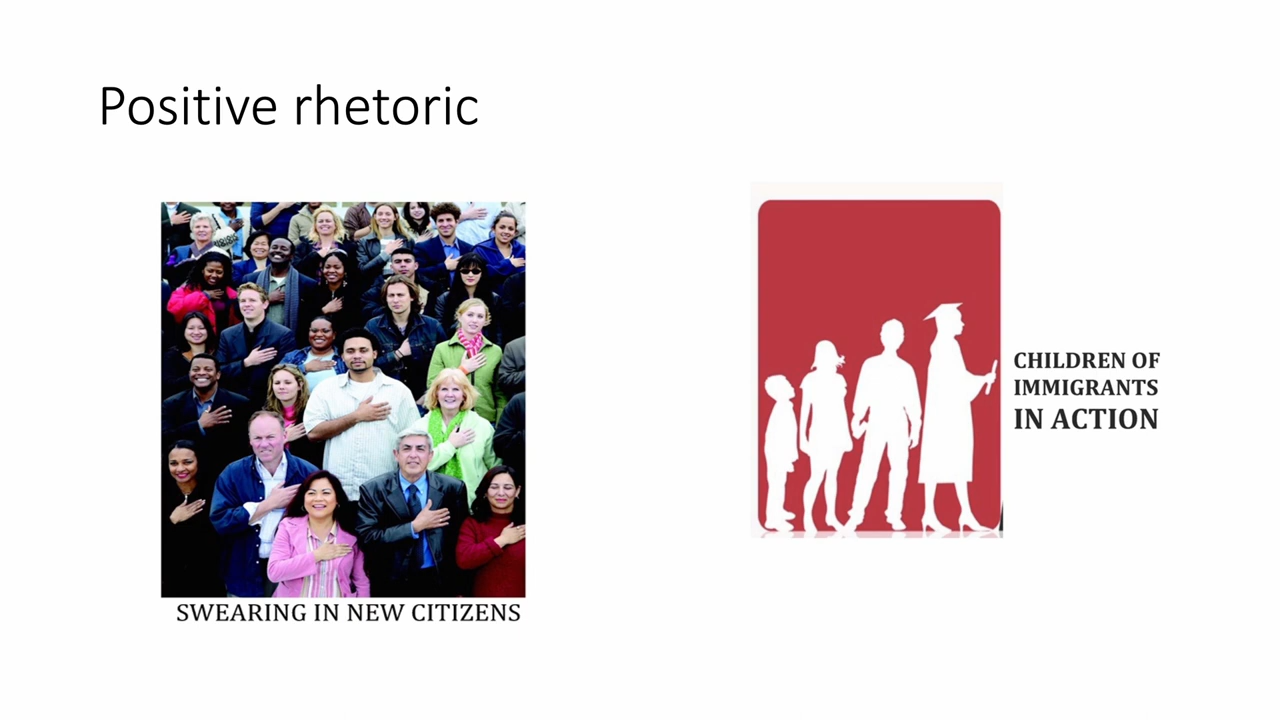 Positive rhetoric
SWEARING IN NEW CITIZENS
CHILDREN OF
IMMIGRANTS
IN ACTION